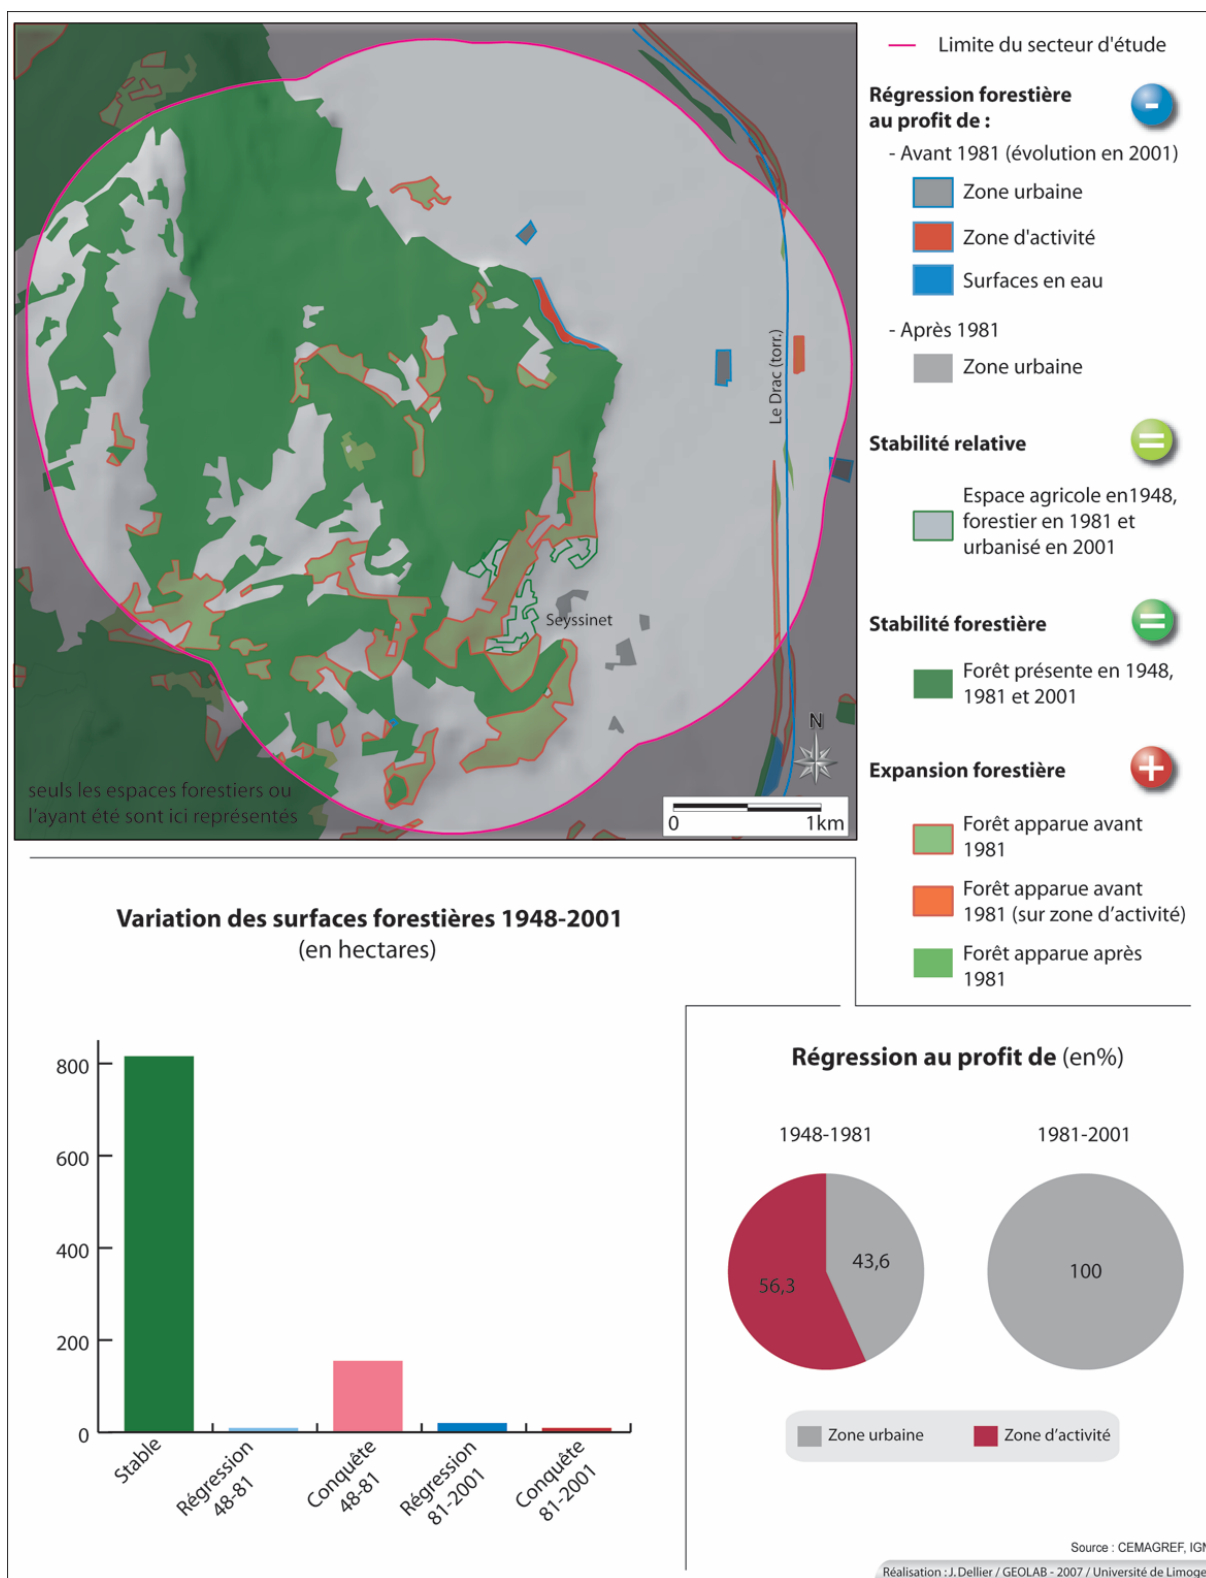 Limite du secteur d'étude
Régression forestière
au profit de :
-
- Avant 1981 (évolution en 2001)
Zone urbaine
Zone d'activité
Surfaces en eau
- Après 1981
Zone urbaine
Stabilité relative
=
Espace agricole en1948,
forestier en 1981 et
urbanisé en 2001
Stabilité forestière
=
Forêt présente en 1948,
1981 et 2001
Expansion forestière
+
Forêt apparue avant
1981
Forêt apparue avant
1981 (sur zone d'activité)
Forêt apparue après
1981
Le Drac (torr.)
Seyssinet
N
seuls les espaces forestiers ou
l'ayant été sont ici représentés
0 1km
Variation des surfaces forestières 1948-2001
(en hectares)
800
600
400
200
0
Stable
Régression
48-81
Conquête
48-81
Régression
81-2001
Conquête
81-2001
Régression au profit de (en%)
1948-1981
1981-2001
43,6
56,3
100
Zone urbaine
Zone d'activité
Source : CEMAGREF, IGN
Réalisation : J. Dellier / GEOLAB - 2007 / Université de Limoge